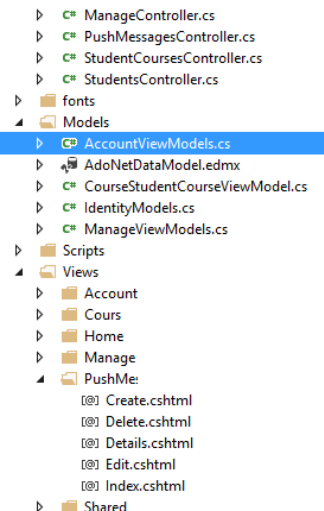 ManageController.cs
PushMessagesController.cs
StudentCoursesController.cs
StudentsController.cs
fonts
Models
AccountViewModels.cs
AdoNetDataModel.edmx
CourseStudentCourseViewModel.cs
IdentityModels.cs
ManageViewModels.cs
Scripts
Views
Account
Cours
Home
Manage
PushMe
Create.cshtml
Delete.cshtml
Details.cshtml
Edit.cshtml
Index.cshtml
Shared